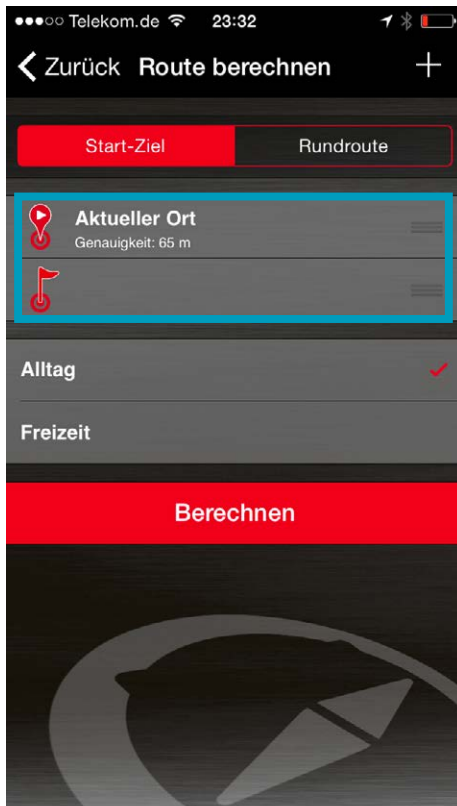 Telekom.de 23:32
Zurück Route berechnen
Start-Ziel Rundroute
Aktueller Ort
Genauigkeit: 65 m
Alltag
Freizeit
Berechnen